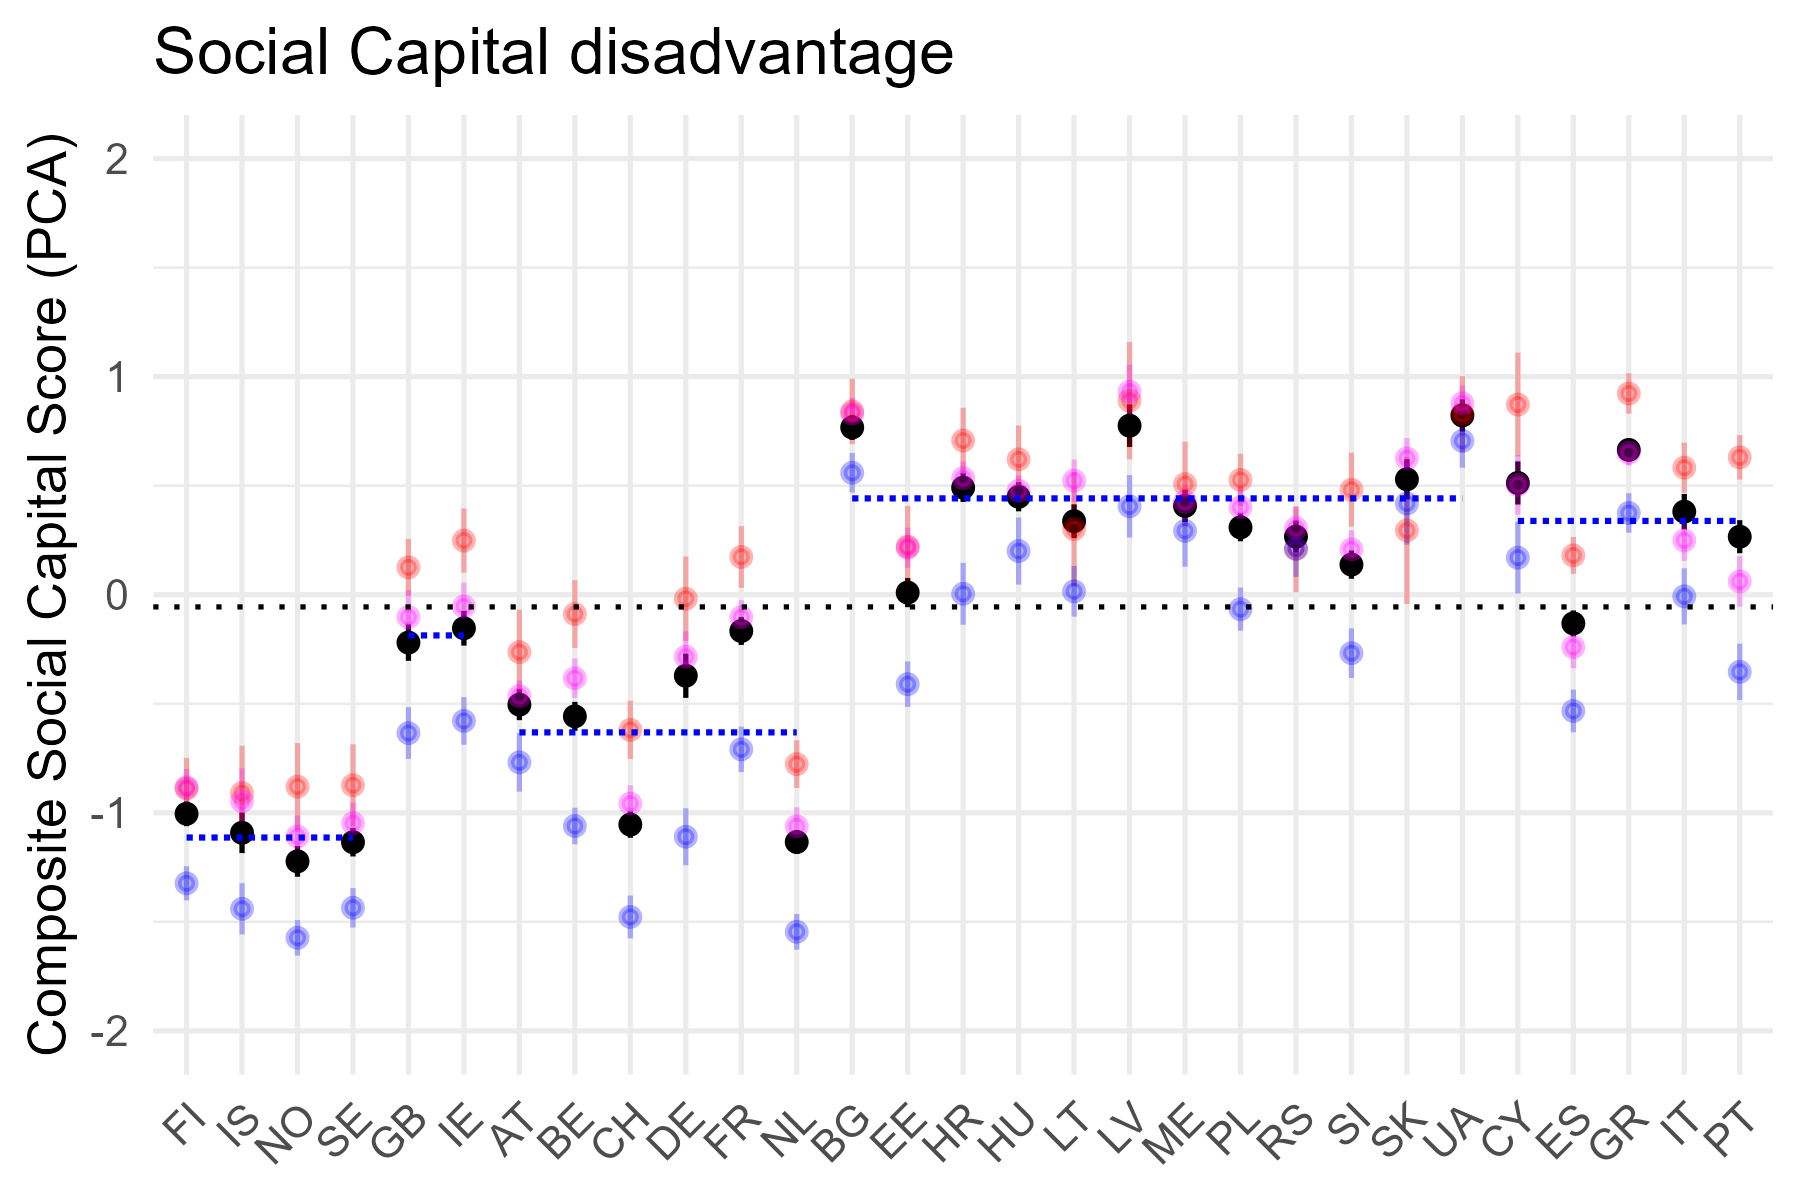 Social Capital disadvantage
Composite Social Capital Score (PCA)
2
1
0
-1
-2
FI IS NO SE GB IE AT BE CH DE FR NL BG EE HR HU LT LV ME PL RS SI SK UA CY ES GR IT PT